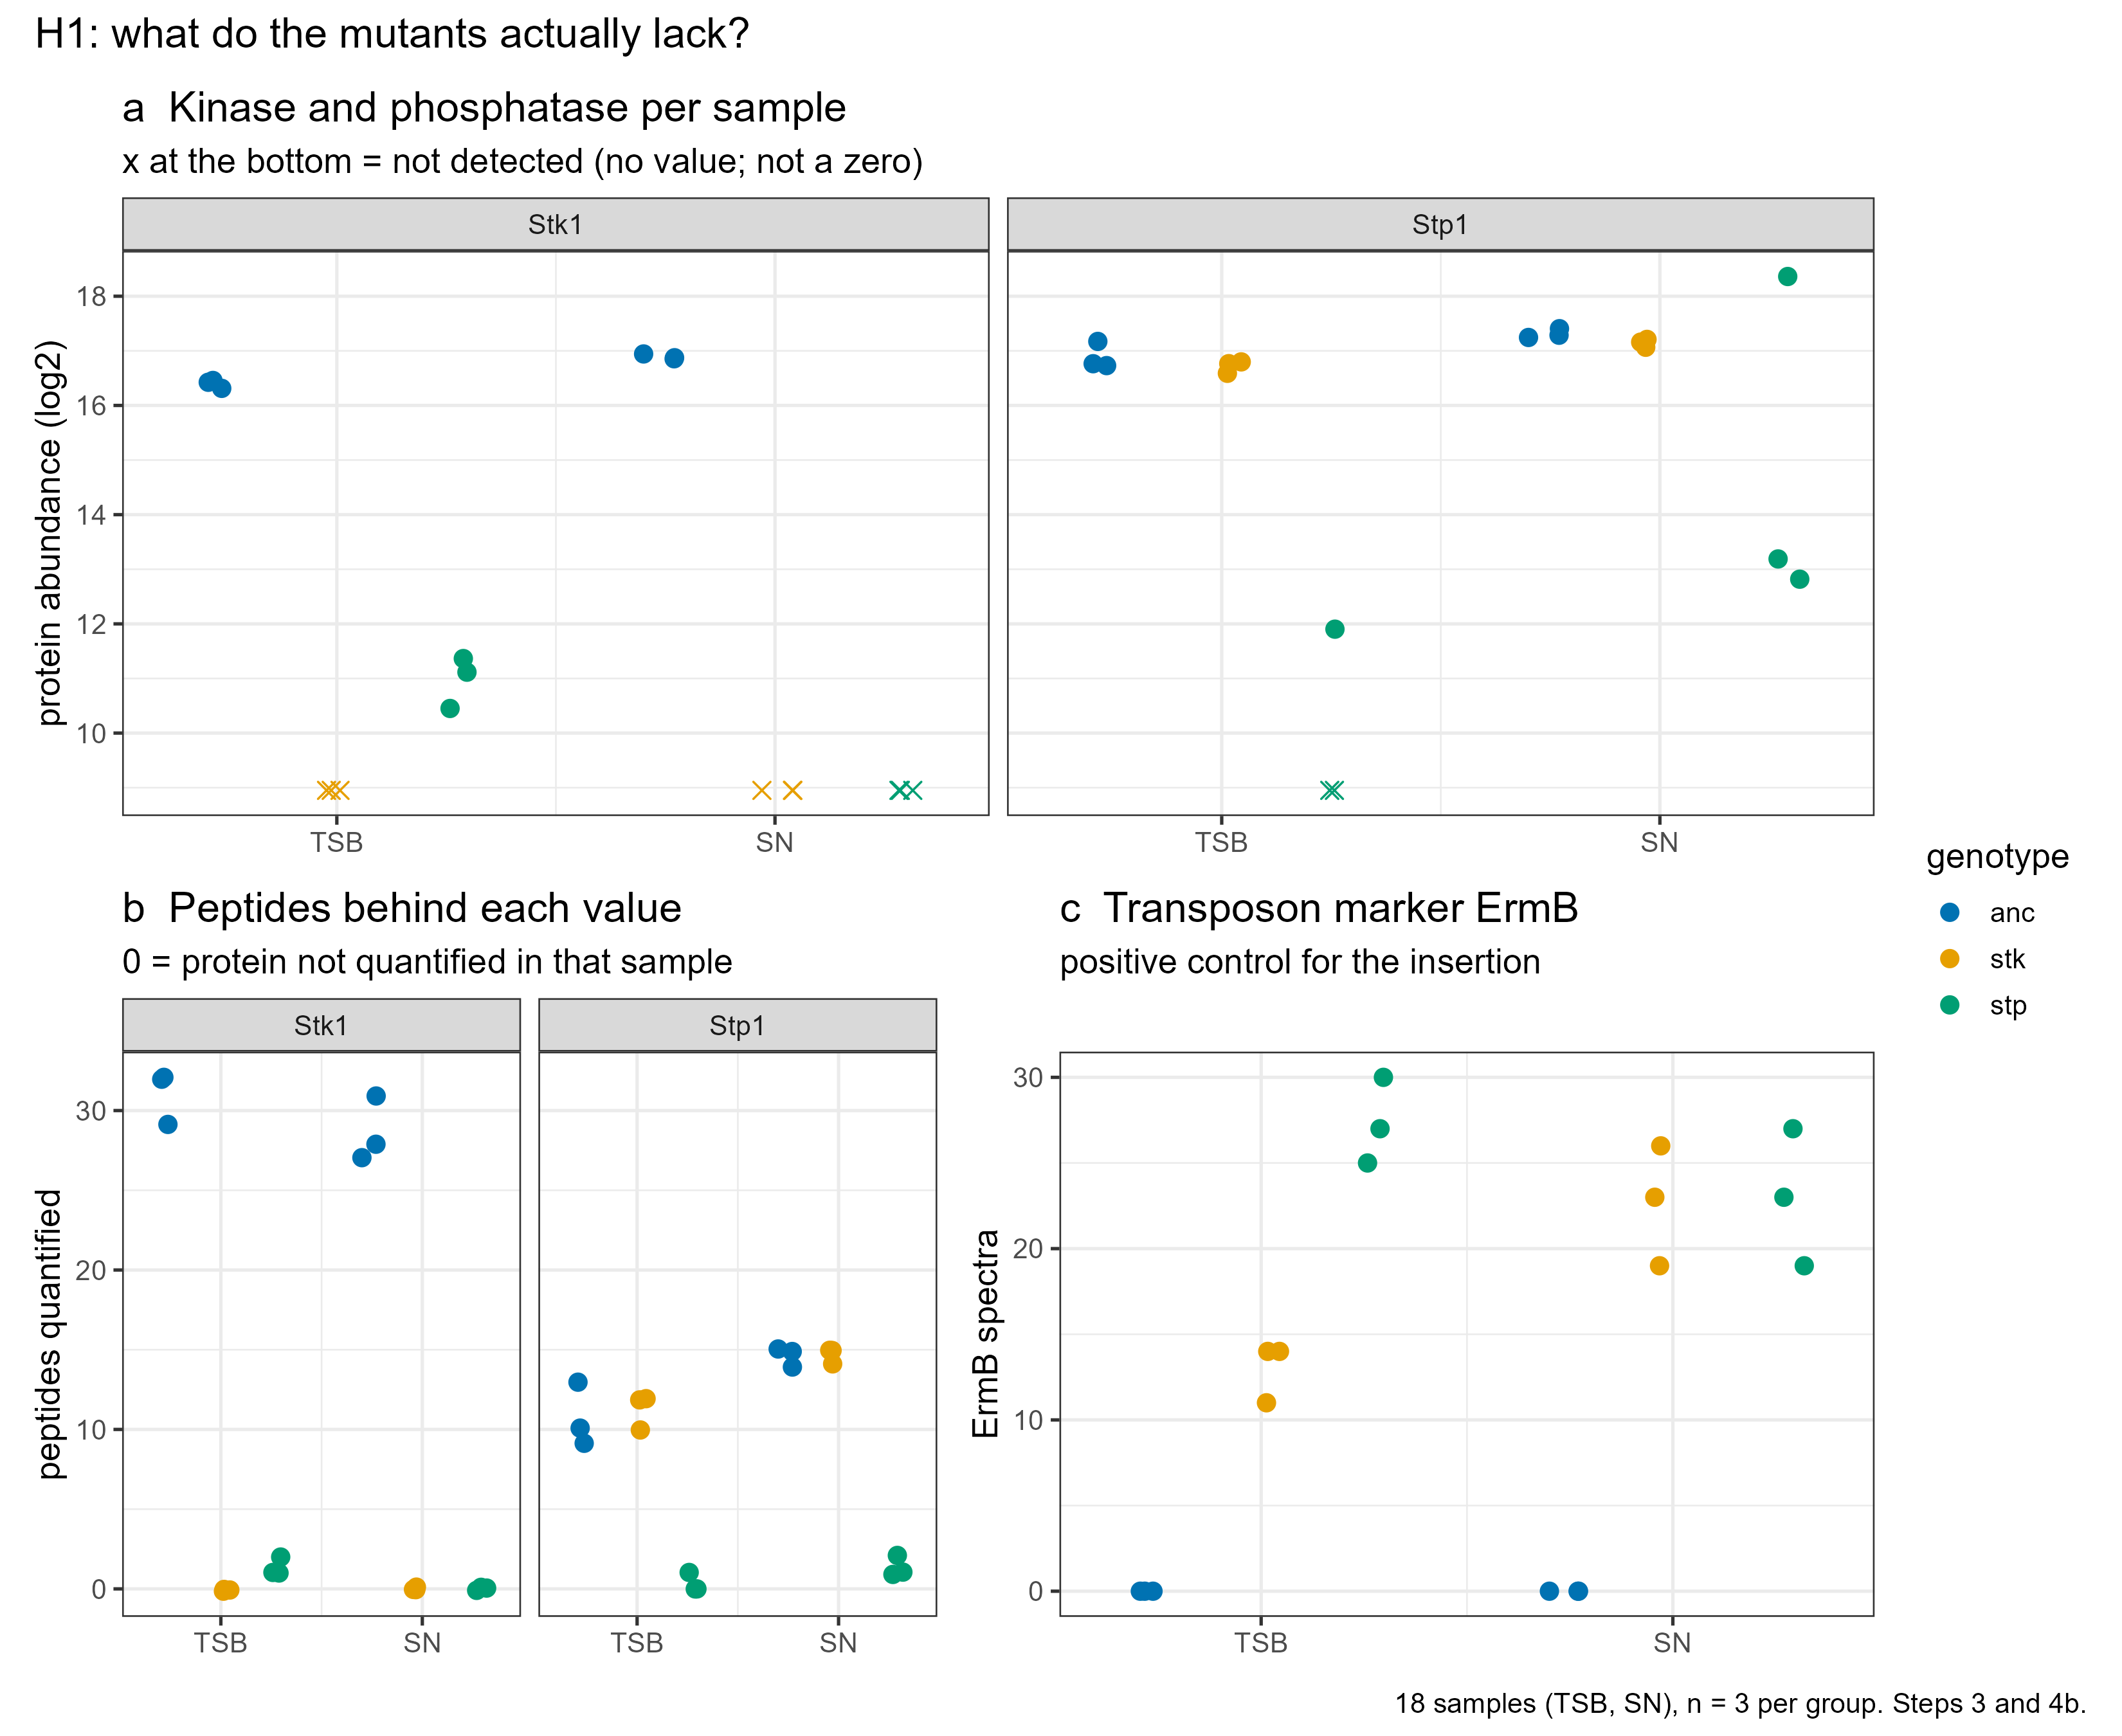 H1: what do the mutants actually lack?
a Kinase and phosphatase per sample
x at the bottom = not detected (no value; not a zero)
Stk1
Stp1
protein abundance (log2)
18
16
14
12
10
TSB
SN
TSB
SN
genotype
anc
stk
stp
b Peptides behind each value
0 = protein not quantified in that sample
Stk1
Stp1
peptides quantified
30
20
10
0
TSB
SN
TSB
SN
c Transposon marker ErmB
positive control for the insertion
ErmB spectra
30
20
10
0
TSB
SN
18 samples (TSB, SN), n = 3 per group. Steps 3 and 4b.